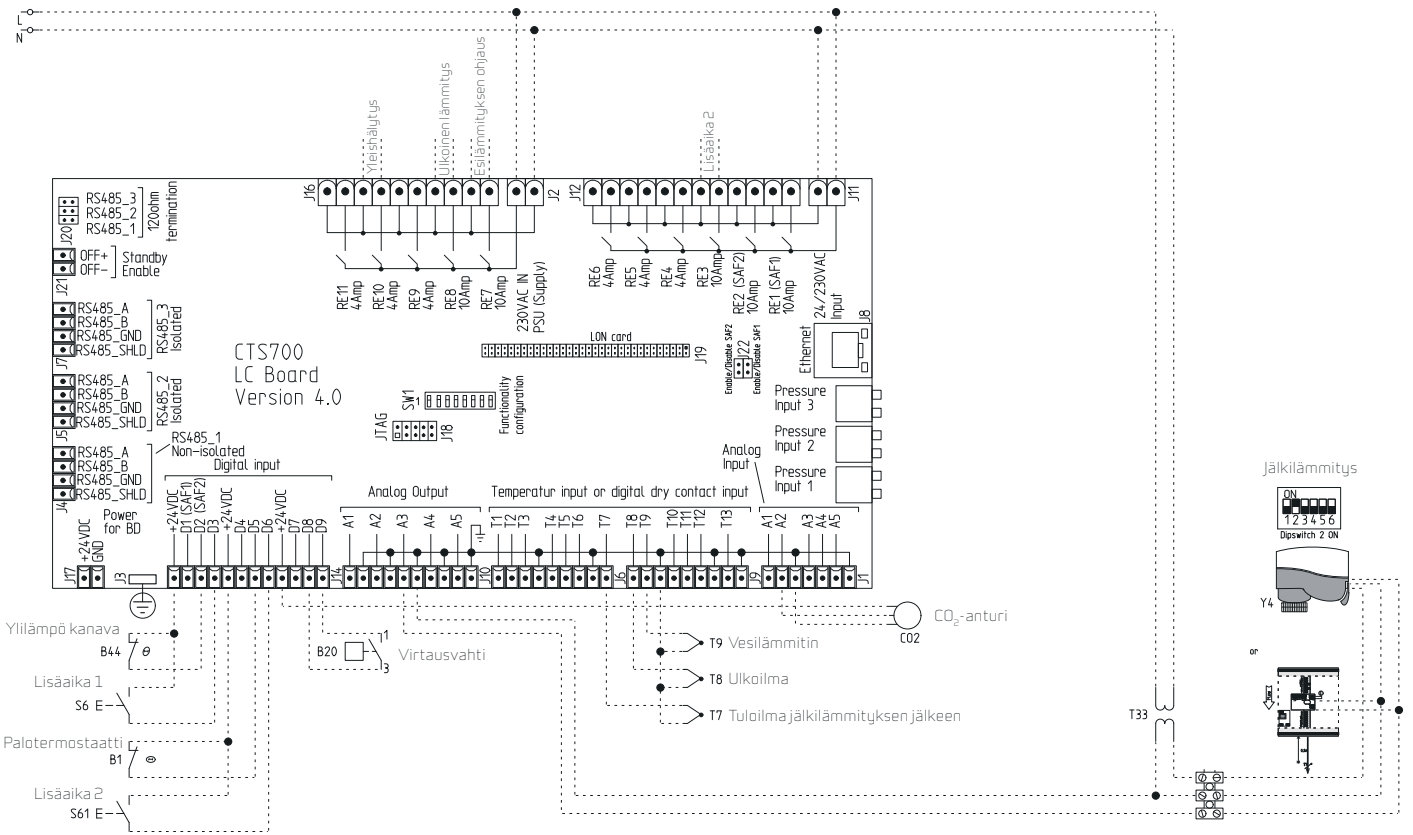 L
N
Yleishälytys
Ulkoinen lämmitys
Esilämmityksen ohjaus
Lisäaika 2
J16
J2
J12
J11
RS485_3
RS485_2
RS485_1
120ohm
termination
J20
OFF+
OFF-
Standby
Enable
J21
RE11
4Amp
RE10
4Amp
RE9
4Amp
RE8
10Amp
RE7
10Amp
230VAC IN
PSU (Supply)
RE6
4Amp
RE5
4Amp
RE4
4Amp
RE3
10Amp
RE2 (SAF2)
10Amp
RE1 (SAF1)
10Amp
24/230VAC
Input
RS485_A
RS485_B
RS485_GND
RS485_SHLD
RS485_3
Isolated
J7
CTS700
LC Board
Version 4.0
LON card
J19
Enable/Disable SAF2
J22
Enable/Disable SAF1
Ethernet
J8
RS485_A
RS485_B
RS485_GND
RS485_SHLD
RS485_2
Isolated
J5
SW1
1
Functionality
configuration
JTAG
J18
Pressure
Input 3
Pressure
Input 2
Pressure
Input 1
Analog
Input
RS485_A
RS485_B
RS485_GND
RS485_SHLD
RS485_1
Non-isolated
J4
Digital input
Analog Output
Temperatur input or digital dry contact input
Power
for BD
+24VDC
GND
+24VDC
D1 (SAF1)
D2 (SAF2)
D3
+24VDC
D4
D5
D6
+24VDC
D7
D8
D9
A1
A2
A3
A4
A5
T1
T2
T3
T4
T5
T6
T7
T8
T9
T10
T11
T12
T13
A1
A2
A3
A4
A5
J17
J3
J14
J10
J6
J9
J1
Jälkilämmitys
ON
1 2 3 4 5 6
Dipswitch 2 ON
Y4
or
CO2-anturi
CO2
Ylilämpö kanava
B44
B20
1
3
Virtausvahti
T9 Vesilämmitin
T8 Ulkoilma
T7 Tuloilma jälkilämmityksen jälkeen
Lisäaika 1
S6 E
Palotermostaatti
B1
Lisäaika 2
S61 E
T33